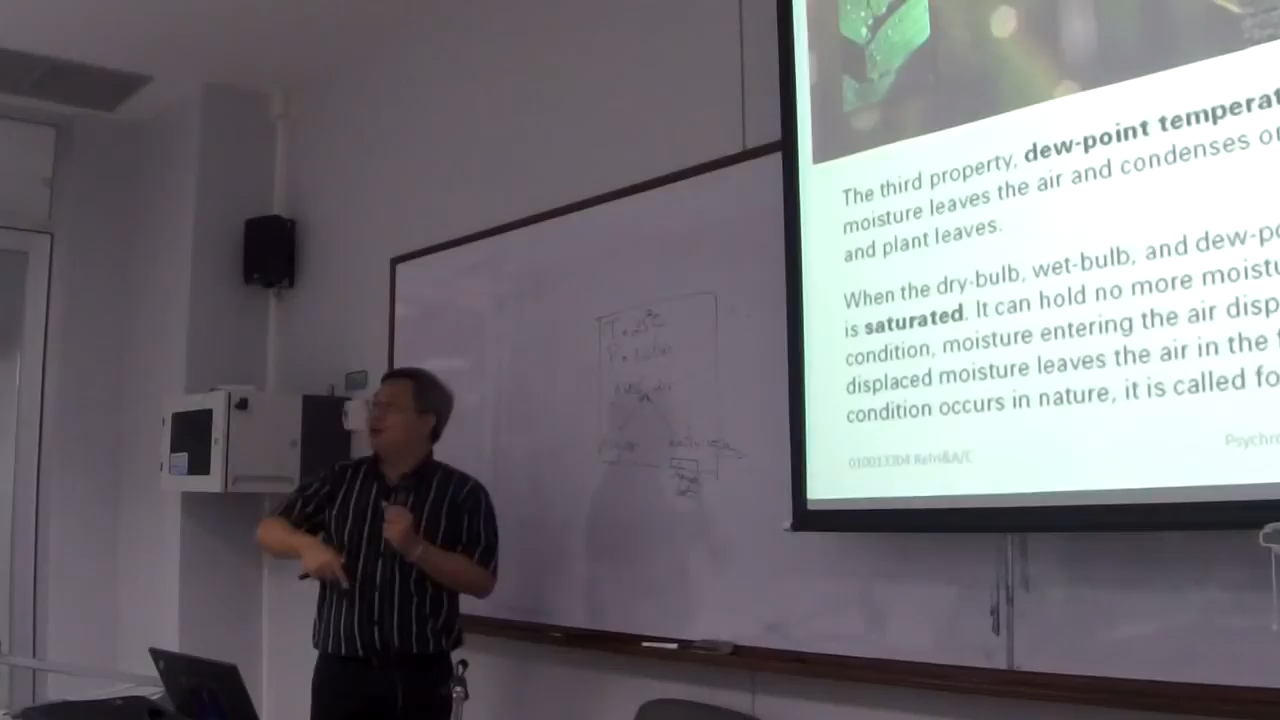 The third property, dew-point temperat
moisture leaves the air and condenses o
and plant leaves.
When the dry-bulb, wet-bulb, and dew-po
is saturated. It can hold no more moistu
condition, moisture entering the air disp
displaced moisture leaves the air in the
condition occurs in nature, it is called fo
010013304 Refri&A/C
Psychro
T = 25°C